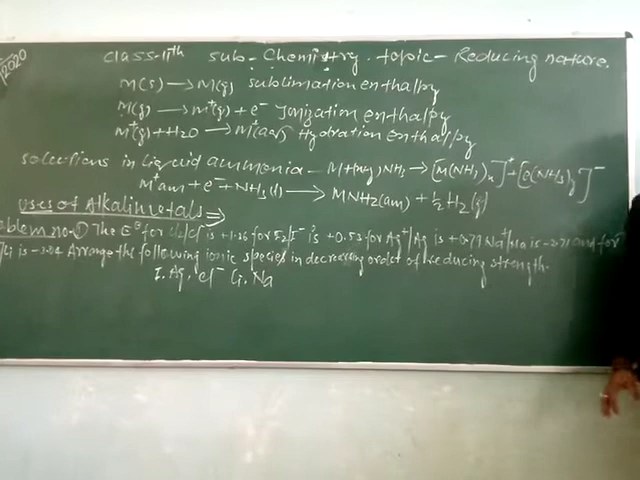 2020
class-11th sub- Chemistry. topic- Reducing nature.
M(s) → M(g) sublimation enthalpy
M(g) → M⁺(g) + e⁻ Ionization enthalpy
M⁺(g) + H2O → M⁺(aq) Hydration enthalpy
solutions in liquid ammonia - M+(x+y)NH3 → [M(NH3)x]⁺ + [e(NH3)y]⁻
M⁺am + e⁻ + NH3(l) → MNH2(am) + ½H2(g)
uses of Alkali metals ⇒
oblem no ① The E⊖ for cl2/cl⁻ is +1.36 for I2/I⁻ is +0.53 for Ag⁺/Ag is +0.79 Na⁺/Na is -2.71 and for
/Li is -3.04 Arrange the following ionic species in decreasing order of reducing strength.
I. Ag. cl⁻ Li. Na